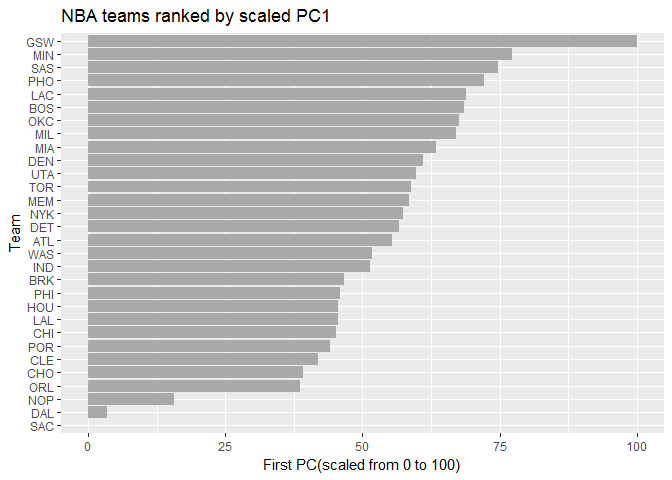 NBA teams ranked by scaled PC1
GSW
MIN
SAS
PHO
LAC
BOS
OKC
MIL
MIA
DEN
UTA
TOR
MEM
NYK
DET
ATL
WAS
IND
BRK
PHI
HOU
LAL
CHI
POR
CLE
CHO
ORL
NOP
DAL
SAC
Team
0 25 50 75 100
First PC(scaled from 0 to 100)